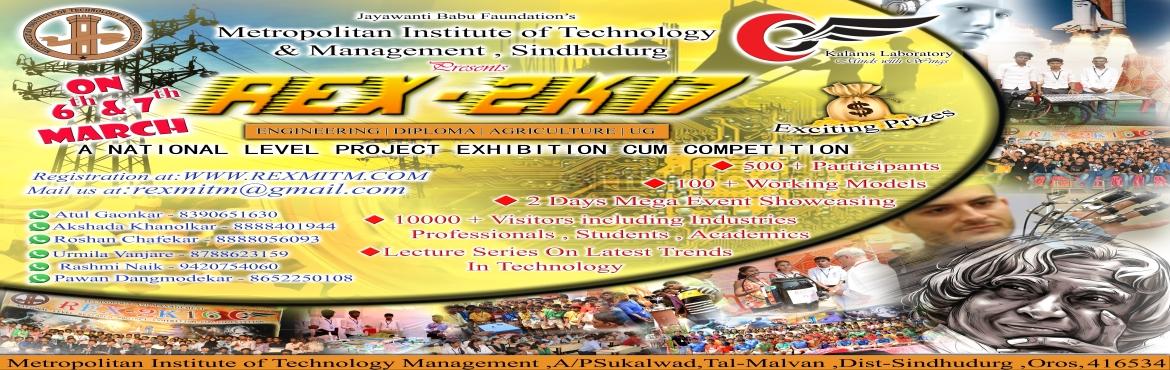 Jayawanti Babu Faundation's
Metropolitan Institute of Technology
& Management , Sindhudurg
Presents
Kalams Laboratory
Minds with Wings
ON
6th & 7th
MARCH
REX - 2K17
ENGINEERING | DIPLOMA | AGRICULTURE | UG
Exciting Prizes
$
A NATIONAL LEVEL PROJECT EXHIBITION CUM COMPETITION
Registration at:WWW.REXMITM.COM
Mail us at:rexmitm@gmail.com
Atul Gaonkar - 8390651630
Akshada Khanolkar - 8888401944
Roshan Chafekar - 8888056093
Urmila Vanjare - 8788623159
Rashmi Naik - 9420754060
Pawan Dangmodekar - 8652250108
500 + Participants
100 + Working Models
2 Days Mega Event Showcasing
10000 + Visitors including Industries
Professionals , Students , Academics
Lecture Series On Latest Trends
In Technology
REX-2K16
Metropolitan Institute of Technology Management ,A/PSukalwad,Tal-Malvan ,Dist-Sindhudurg ,Oros,416534